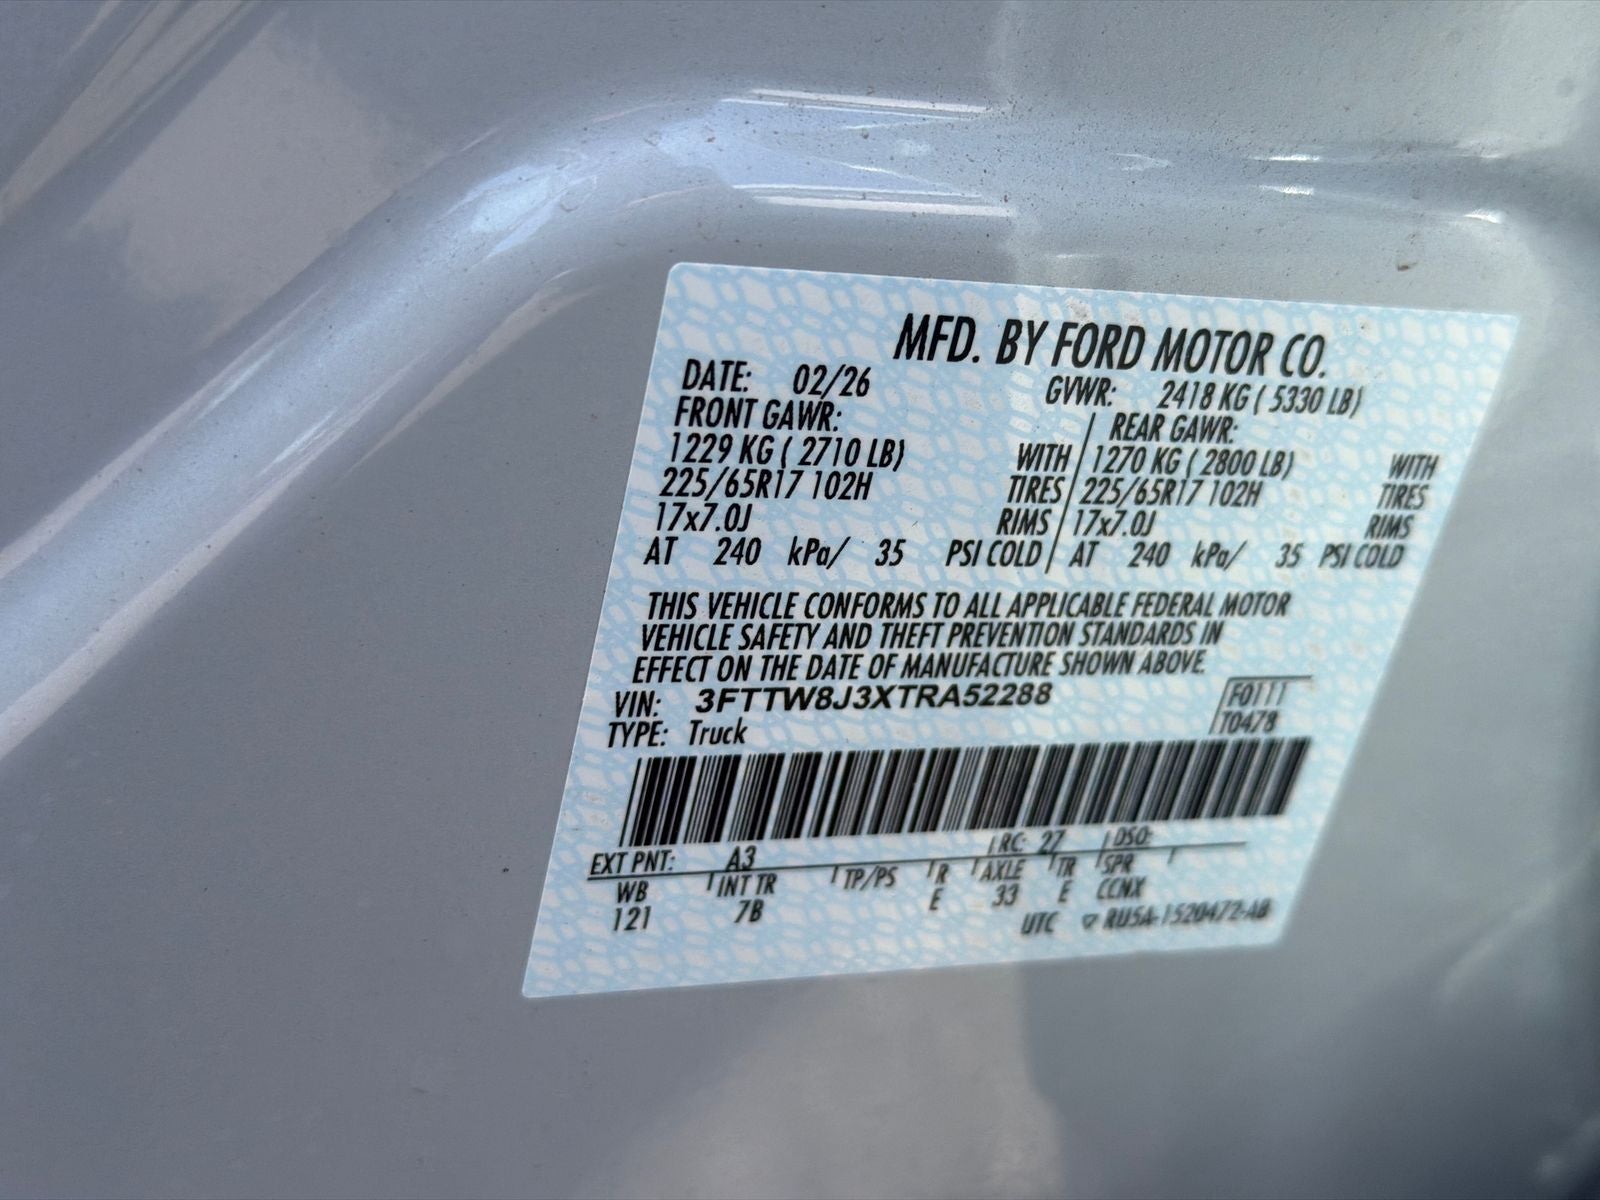 MFD. BY FORD MOTOR CO.
DATE: 02/26 GVWR: 2418 KG ( 5330 LB)
FRONT GAWR: REAR GAWR:
1229 KG ( 2710 LB) WITH 1270 KG ( 2800 LB) WITH
225/65R17 102H TIRES 225/65R17 102H TIRES
17x7.0J RIMS 17x7.0J RIMS
AT 240 kPa/ 35 PSI COLD AT 240 kPa/ 35 PSI COLD
THIS VEHICLE CONFORMS TO ALL APPLICABLE FEDERAL MOTOR
VEHICLE SAFETY AND THEFT PREVENTION STANDARDS IN
EFFECT ON THE DATE OF MANUFACTURE SHOWN ABOVE.
VIN: 3FTTW8J3XTRA52288 F0111
TYPE: Truck T0478
EXT PNT: A3 RC: 27 DSO:
WB INT TR TP/PS R AXLE TR SPR
121 7B E 33 E CCNX
UTC RU5A-1520472-AB